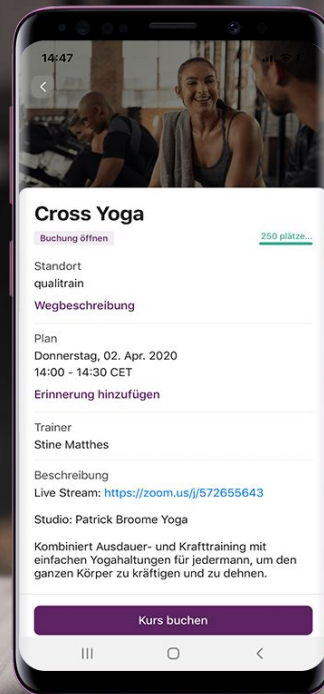 14:47
Cross Yoga
Buchung öffnen
250 plätze...
Standort
qualitrain
Wegbeschreibung
Plan
Donnerstag, 02. Apr. 2020
14:00 - 14:30 CET
Erinnerung hinzufügen
Trainer
Stine Matthes
Beschreibung
Live Stream: https://zoom.us/j/572655643
Studio: Patrick Broome Yoga
Kombiniert Ausdauer- und Krafttraining mit
einfachen Yogahaltungen für jedermann, um den
ganzen Körper zu kräftigen und zu dehnen.
Kurs buchen